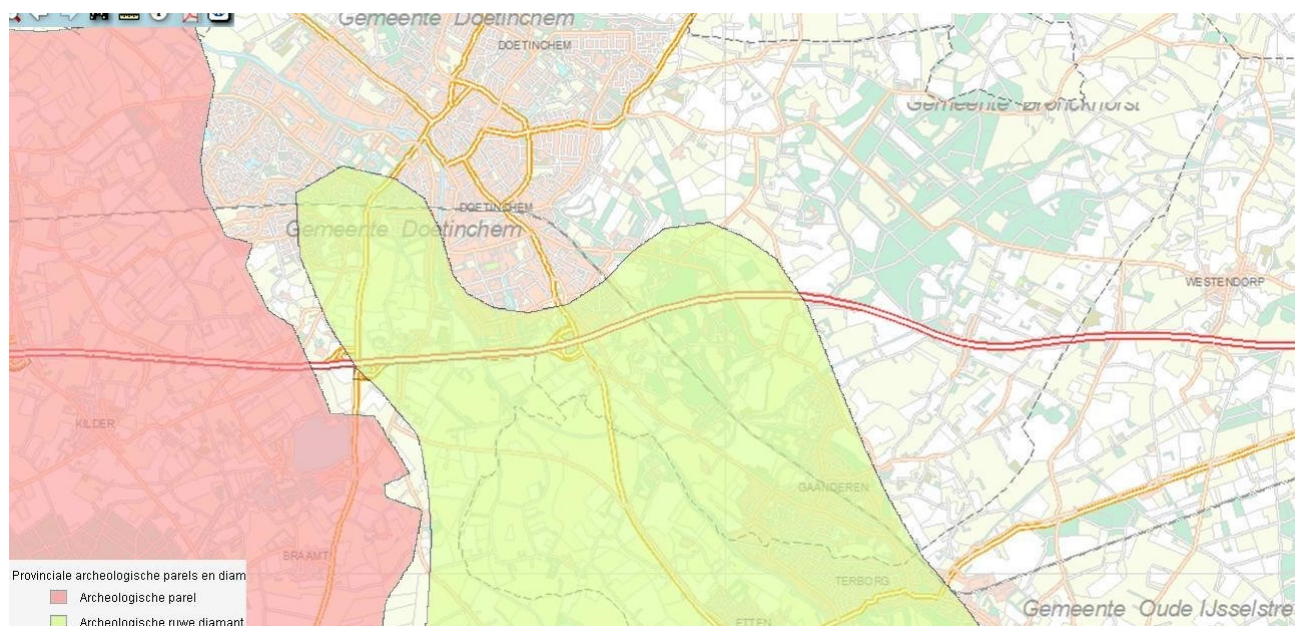 Gemeente Doetinchem
DOETINCHEM
Gemeente Bronckhorst
DOETINCHEM
Gemeente Doetinchem
WESTENDORP
KILDER
GAANDEREN
BRAAMT
Provinciale archeologische parels en diam
TERBORG
Archeologische parel
Gemeente Oude IJsselstre
Archeologische ruwe diamant
ETTEN